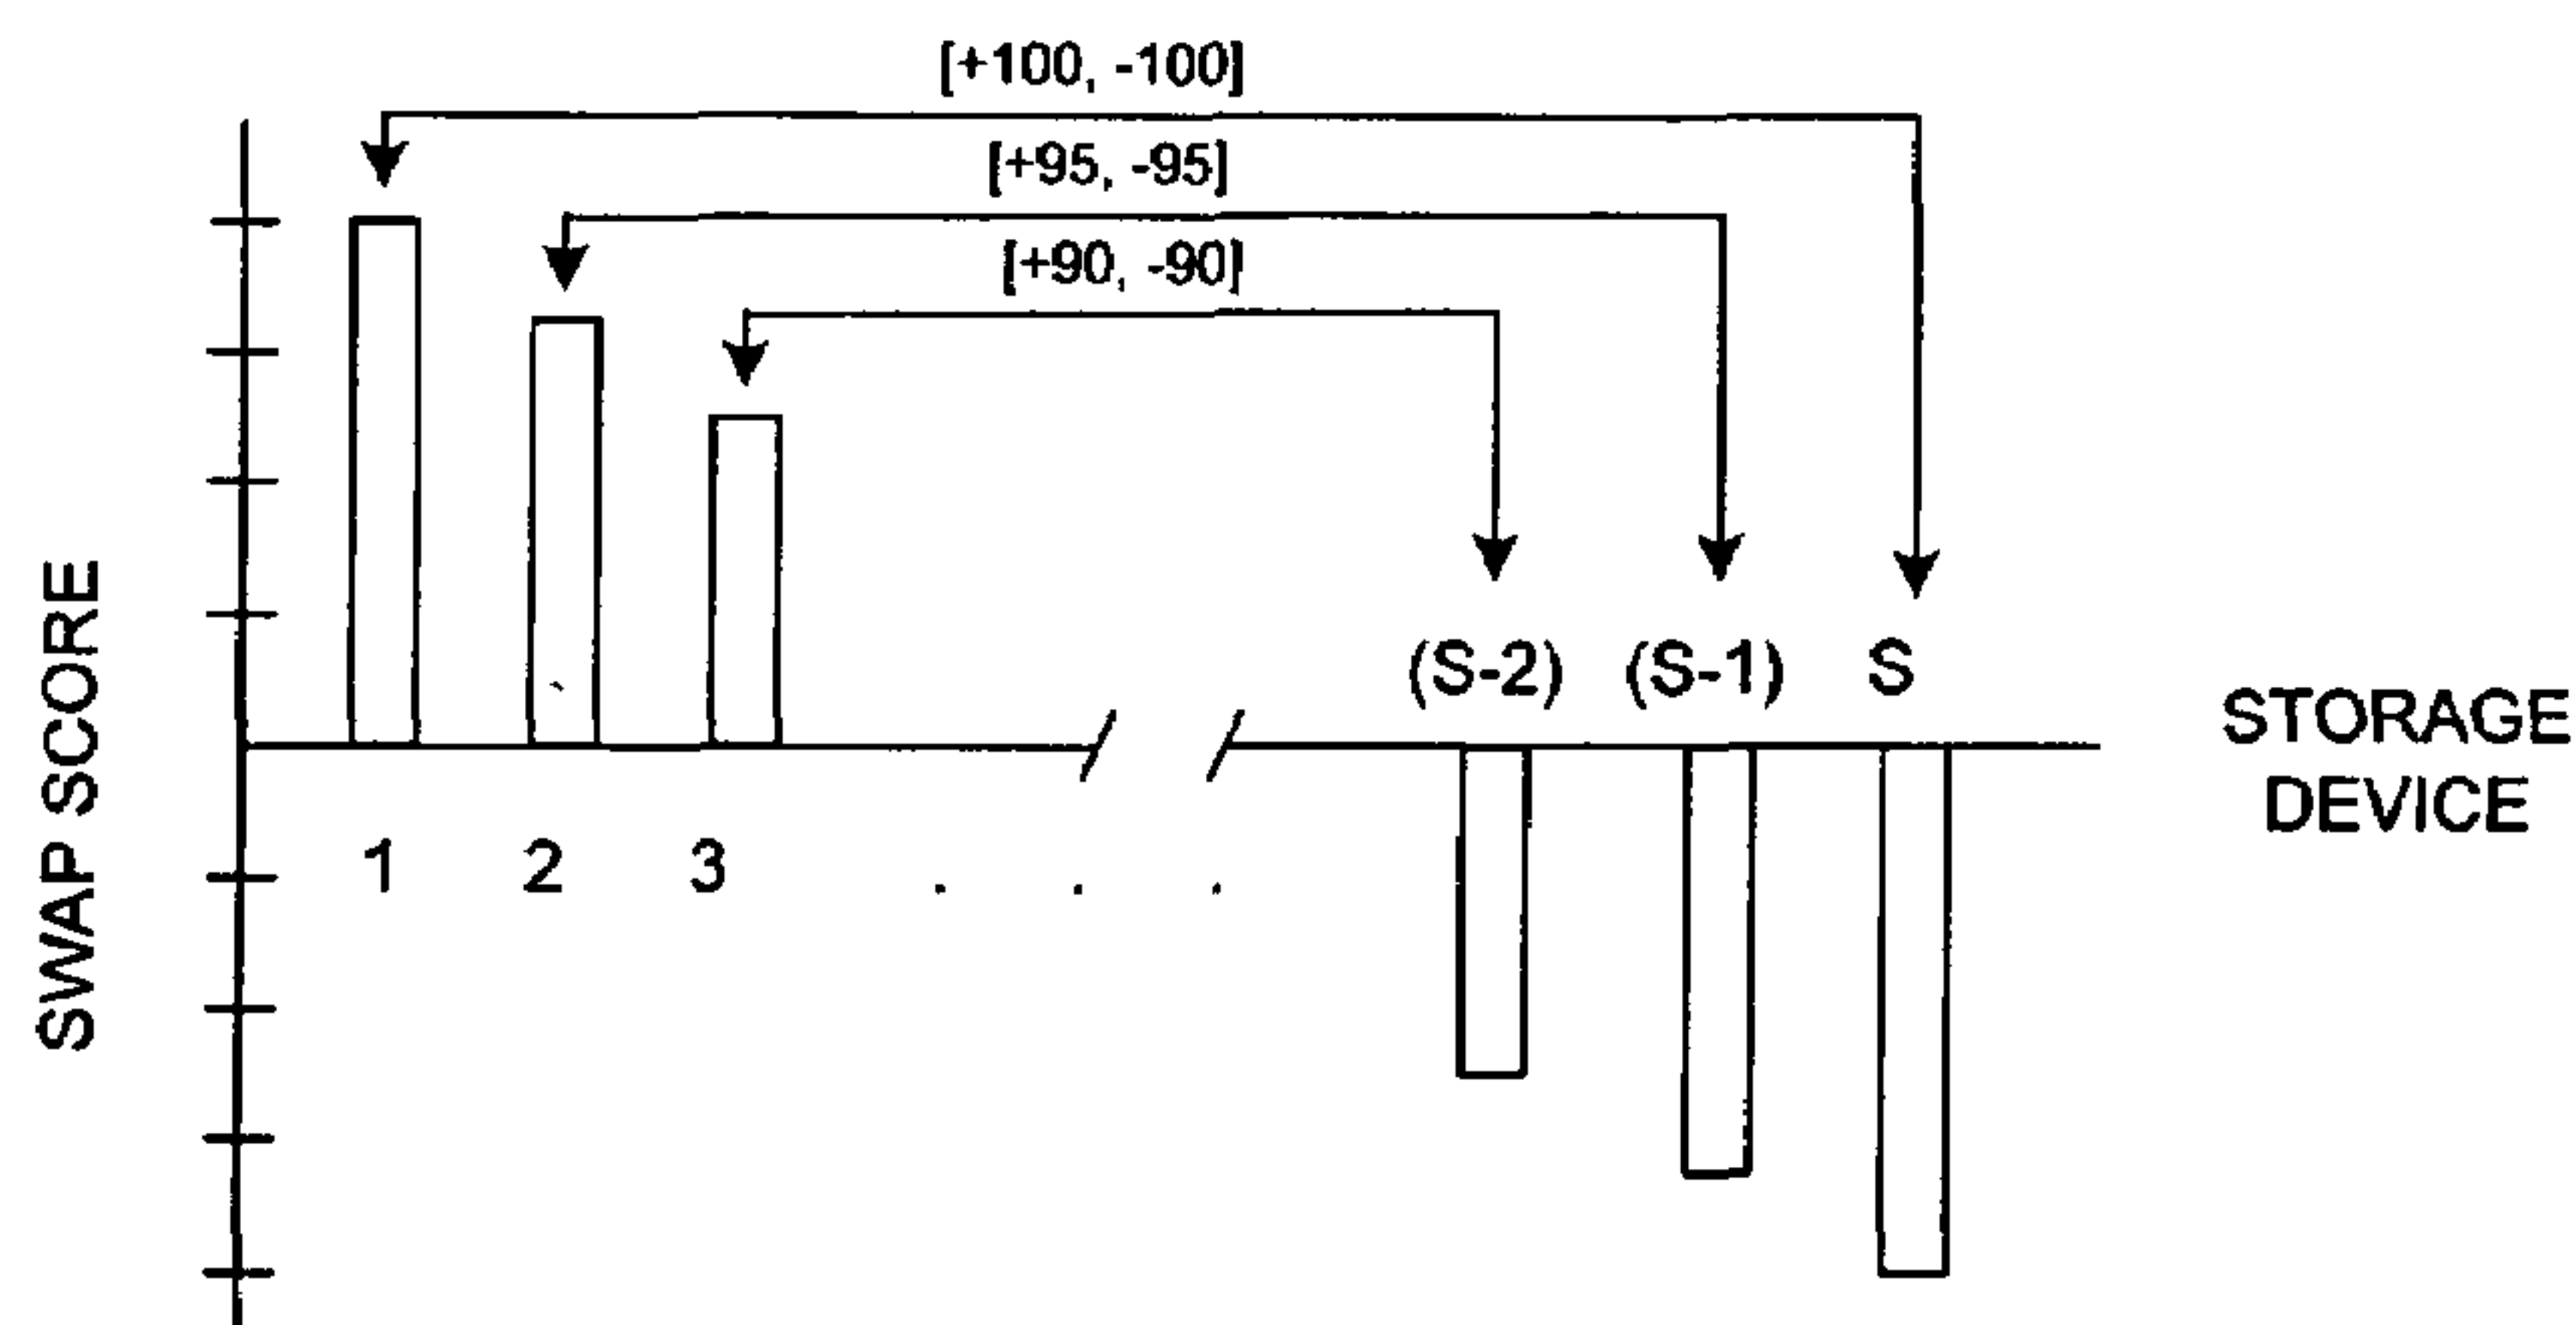 [+100, -100]
[+95, -95]
[+90, -90]
SWAP SCORE
(S-2) (S-1) S
STORAGE
DEVICE
1 2 3 . . .